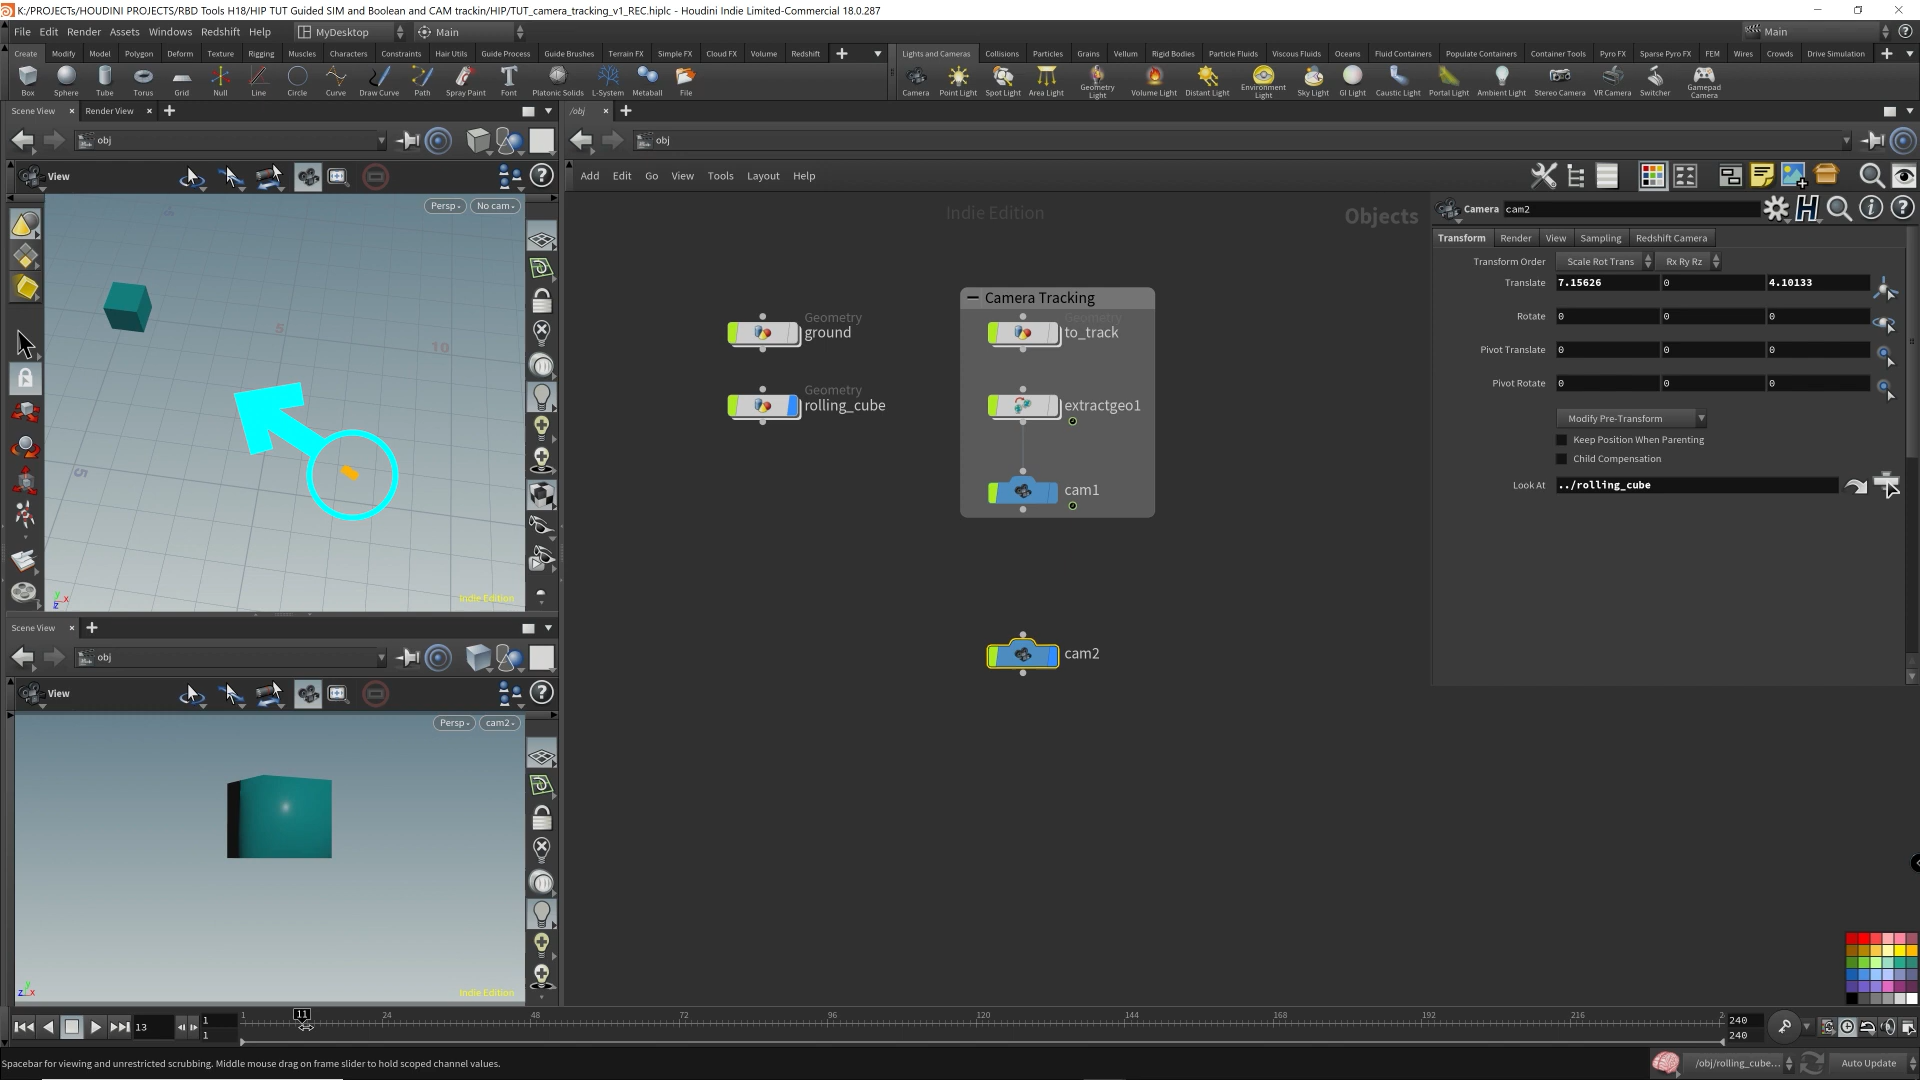 K:/PROJECTs/HOUDINI PROJECTS/RBD Tools H18/HIP TUT Guided SIM and Boolean and CAM trackin/HIP/TUT_camera_tracking_v1_REC.hiplc - Houdini Indie Limited-Commercial 18.0.287
File Edit Render Assets Windows Redshift Help MyDesktop Main Main
Create Modify Model Polygon Deform Texture Rigging Muscles Characters Constraints Hair Utils Guide Process Guide Brushes Terrain FX Simple FX Cloud FX Volume Redshift
Lights and Cameras Collisions Particles Grains Vellum Rigid Bodies Particle Fluids Viscous Fluids Oceans Fluid Containers Populate Containers Container Tools Pyro FX Sparse Pyro FX FEM Wires Crowds Drive Simulation
Box Sphere Tube Torus Grid Null Line Circle Curve Draw Curve Path Spray Paint Font Platonic Solids L-System Metaball File
Camera Point Light Spot Light Area Light Geometry Light Volume Light Distant Light Environment Light Sky Light GI Light Caustic Light Portal Light Ambient Light Stereo Camera VR Camera Switcher Gamepad Camera
Scene View Render View
/obj
obj
obj
View
Add Edit Go View Tools Layout Help
Persp No cam
5
10
5
Indie Edition
Indie Edition
Objects
Camera Tracking
Geometry
ground
Geometry
rolling_cube
Geometry
to_track
extractgeo1
cam1
cam2
Camera cam2
Transform Render View Sampling Redshift Camera
Transform Order Scale Rot Trans Rx Ry Rz
Translate 7.15626 0 4.10133
Rotate 0 0 0
Pivot Translate 0 0 0
Pivot Rotate 0 0 0
Modify Pre-Transform
Keep Position When Parenting
Child Compensation
Look At ../rolling_cube
Scene View
obj
View
Persp cam2
Indie Edition
13 1 1
1 11 24 48 72 96 120 144 168 192 216 2
240
240
Spacebar for viewing and unrestricted scrubbing. Middle mouse drag on frame slider to hold scoped channel values.
/obj/rolling_cube... Auto Update